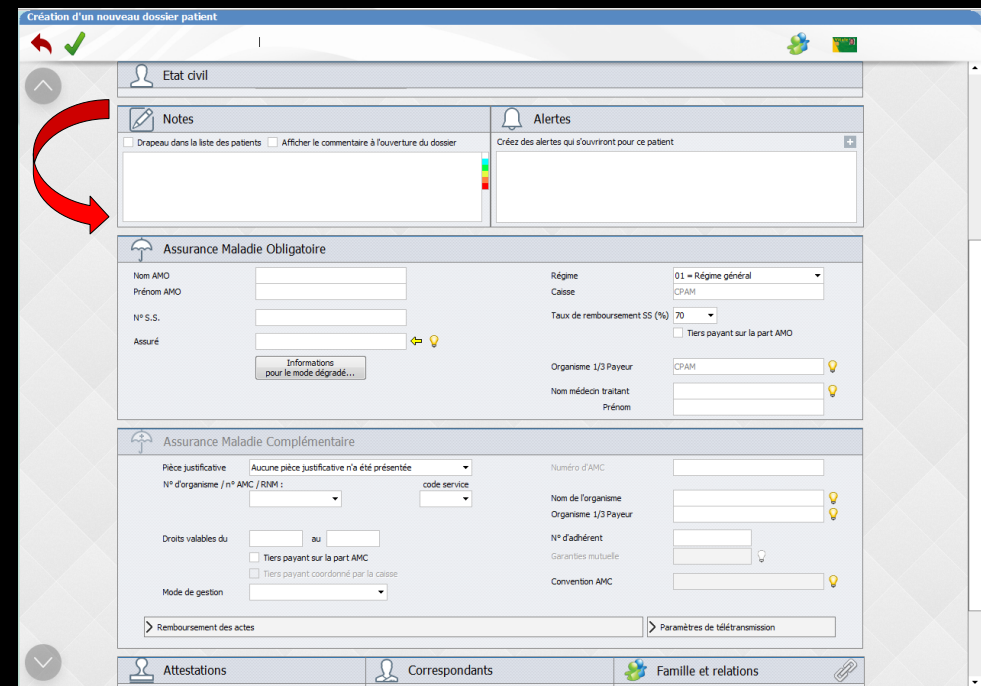 Création d'un nouveau dossier patient
Etat civil
Notes
Alertes
Drapeau dans la liste des patients Afficher le commentaire à l'ouverture du dossier
Créez des alertes qui s'ouvriront pour ce patient
Assurance Maladie Obligatoire
Nom AMO
Prénom AMO
N° S.S.
Assuré
Informations
pour le mode dégradé...
Régime 01 = Régime général
Caisse CPAM
Taux de remboursement SS (%) 70
Tiers payant sur la part AMO
Organisme 1/3 Payeur CPAM
Nom médecin traitant
Prénom
Assurance Maladie Complémentaire
Pièce justificative Aucune pièce justificative n'a été présentée
N° d'organisme / n° AMC / RNM : code service
Droits valables du au
Tiers payant sur la part AMC
Tiers payant coordonné par la caisse
Mode de gestion
Numéro d'AMC
Nom de l'organisme
Organisme 1/3 Payeur
N° d'adhérent
Garanties mutuelle
Convention AMC
Remboursement des actes
Paramètres de télétransmission
Attestations
Correspondants
Famille et relations